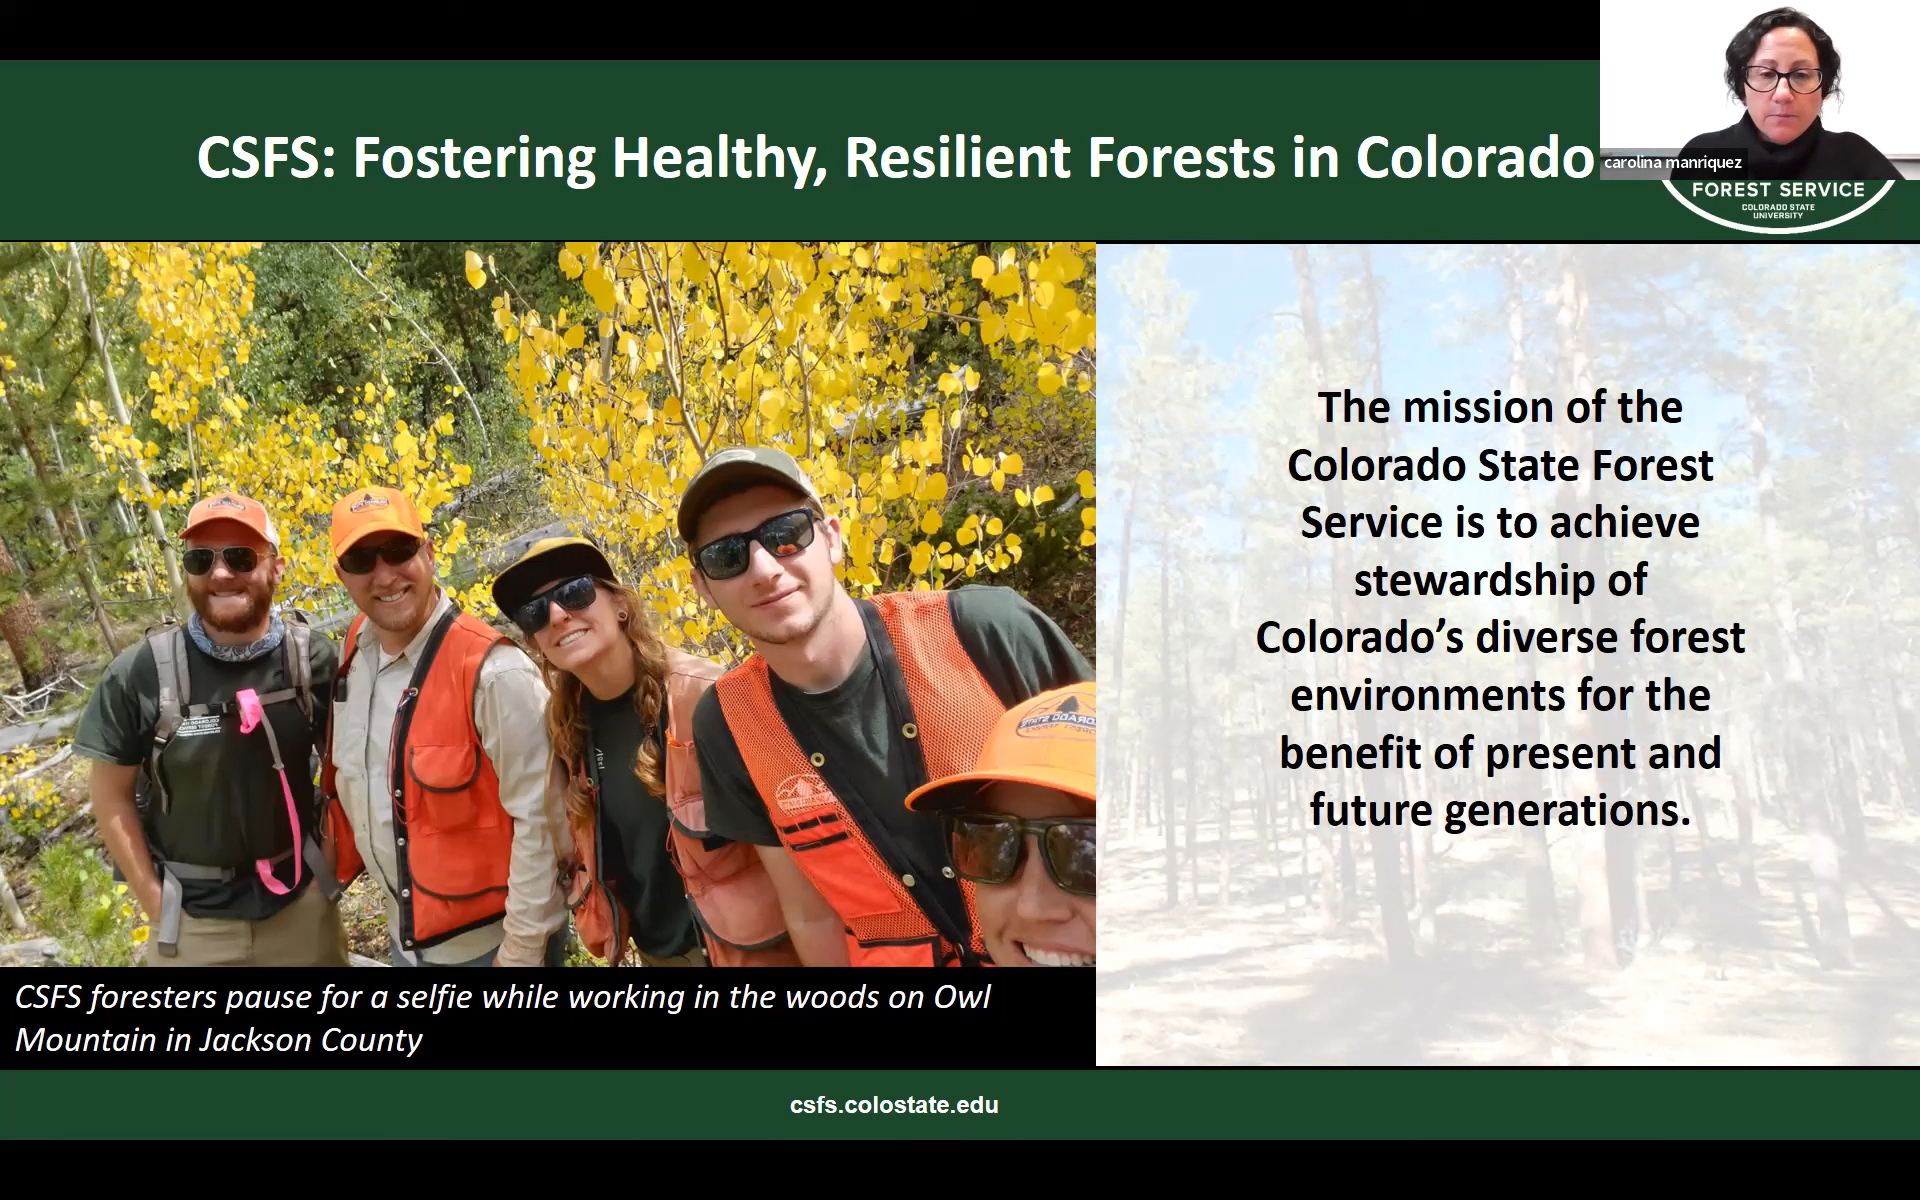 CSFS: Fostering Healthy, Resilient Forests in Colorado
carolina manriquez
FOREST SERVICE
COLORADO STATE
UNIVERSITY
The mission of the
Colorado State Forest
Service is to achieve
stewardship of
Colorado’s diverse forest
environments for the
benefit of present and
future generations.
CSFS foresters pause for a selfie while working in the woods on Owl
Mountain in Jackson County
csfs.colostate.edu